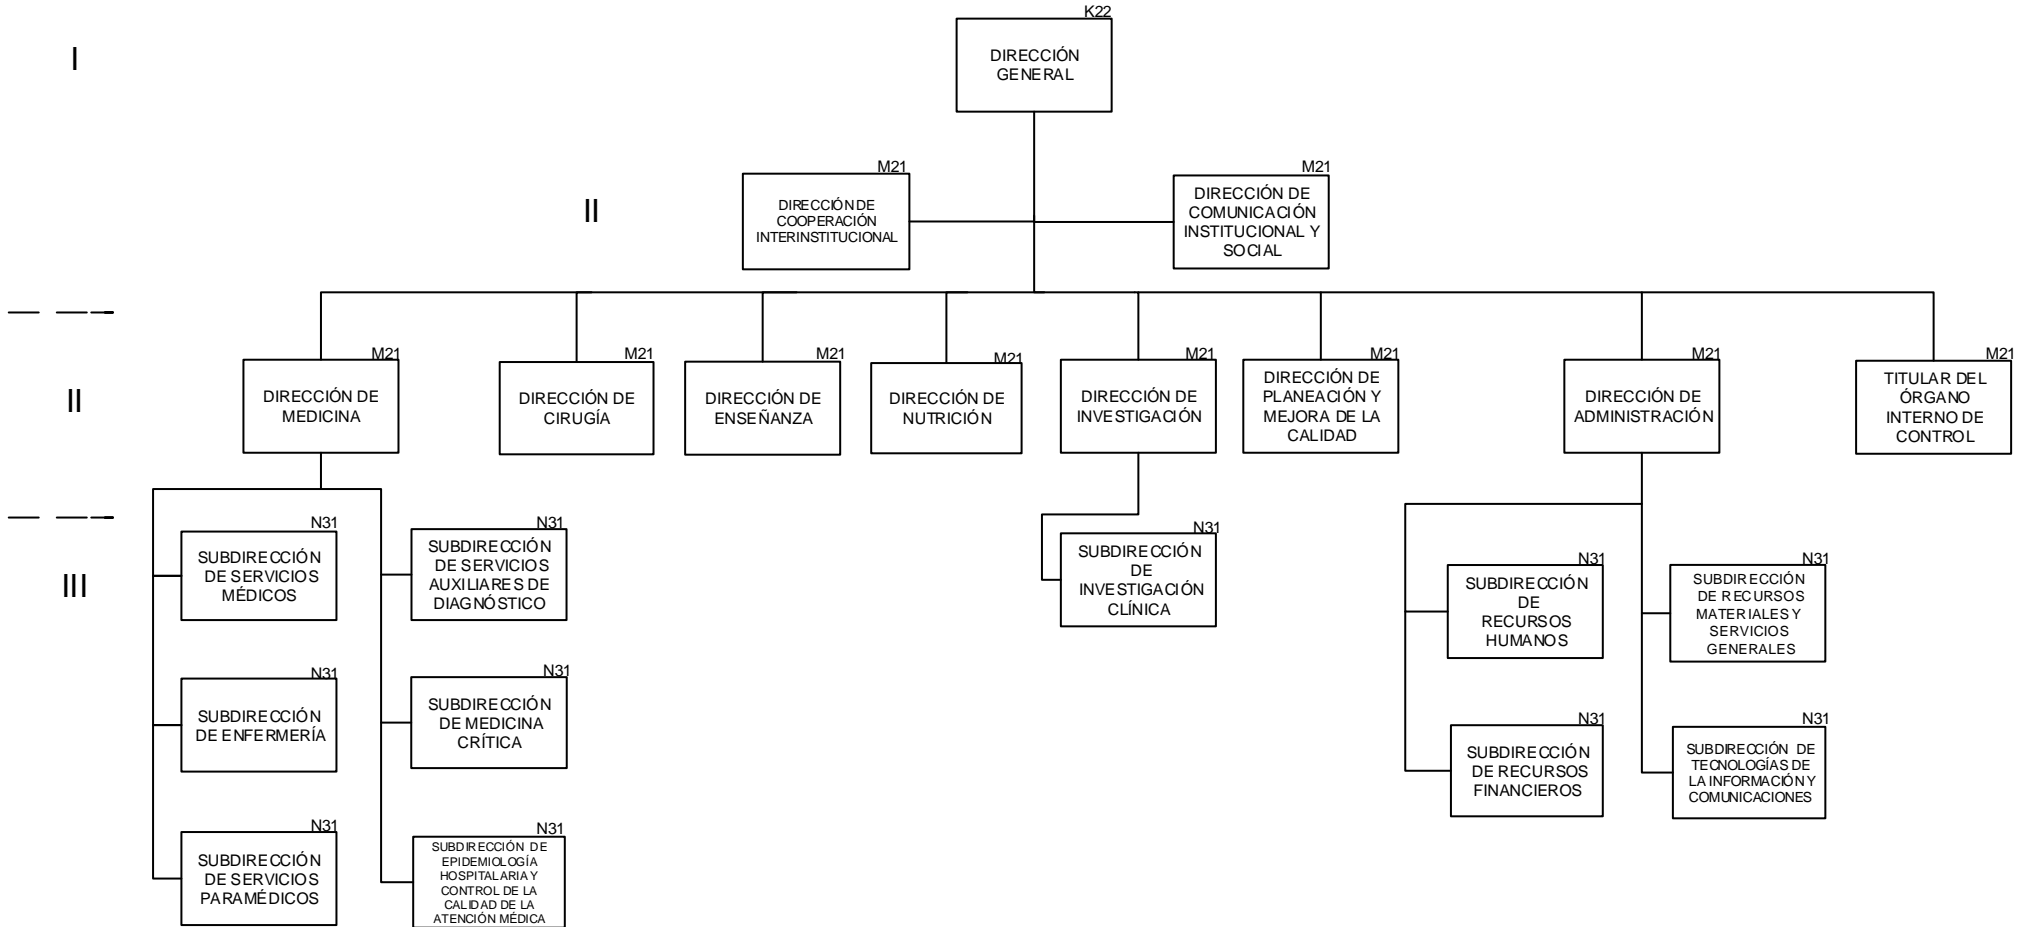 K22
I
DIRECCIÓN
GENERAL
M21
M21
II
DIRECCIÓN DE
COOPERACIÓN
INTERINSTITUCIONAL
DIRECCIÓN DE
COMUNICACIÓN
INSTITUCIONAL Y
SOCIAL
M21
M21
M21
M21
M21
M21
M21
M21
II
DIRECCIÓN DE
MEDICINA
DIRECCIÓN DE
CIRUGÍA
DIRECCIÓN DE
ENSEÑANZA
DIRECCIÓN DE
NUTRICIÓN
DIRECCIÓN DE
INVESTIGACIÓN
DIRECCIÓN DE
PLANEACIÓN Y
MEJORA DE LA
CALIDAD
DIRECCIÓN DE
ADMINISTRACIÓN
TITULAR DEL
ÓRGANO
INTERNO DE
CONTROL
III
N31
SUBDIRECCIÓN
DE SERVICIOS
MÉDICOS
N31
SUBDIRECCIÓN
DE SERVICIOS
AUXILIARES DE
DIAGNÓSTICO
N31
SUBDIRECCIÓN
DE
INVESTIGACIÓN
CLÍNICA
N31
SUBDIRECCIÓN
DE
RECURSOS
HUMANOS
N31
SUBDIRECCIÓN
DE RECURSOS
MATERIALES Y
SERVICIOS
GENERALES
N31
SUBDIRECCIÓN
DE ENFERMERÍA
N31
SUBDIRECCIÓN
DE MEDICINA
CRÍTICA
N31
SUBDIRECCIÓN
DE RECURSOS
FINANCIEROS
N31
SUBDIRECCIÓN DE
TECNOLOGÍAS DE
LA INFORMACIÓN Y
COMUNICACIONES
N31
SUBDIRECCIÓN
DE SERVICIOS
PARAMÉDICOS
N31
SUBDIRECCIÓN DE
EPIDEMIOLOGÍA
HOSPITALARIA Y
CONTROL DE LA
CALIDAD DE LA
ATENCIÓN MÉDICA